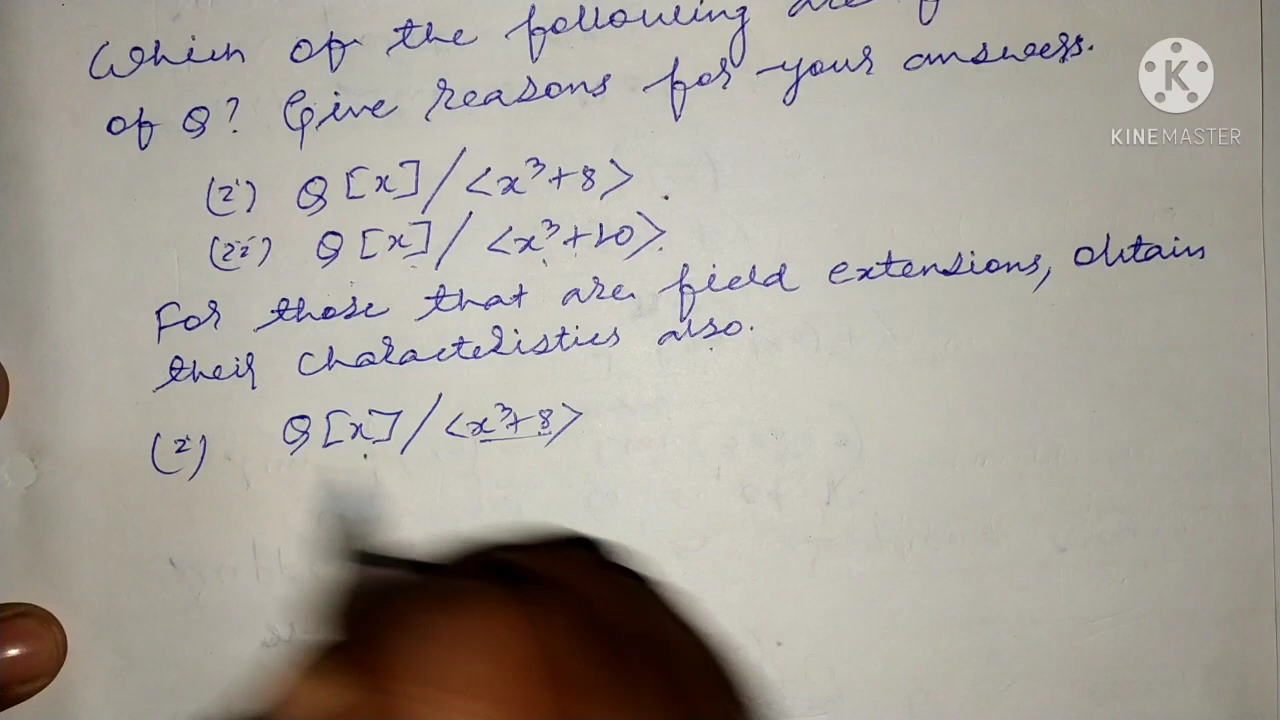 Which of the following are
of Q? Give reasons for your answers.
(i) Q[x]/<x³+8>.
(ii) Q[x]/<x³+10>.
For those that are field extensions, obtain
their characteristics also.
(i) Q[x]/<x³+8>
K
KINEMASTER